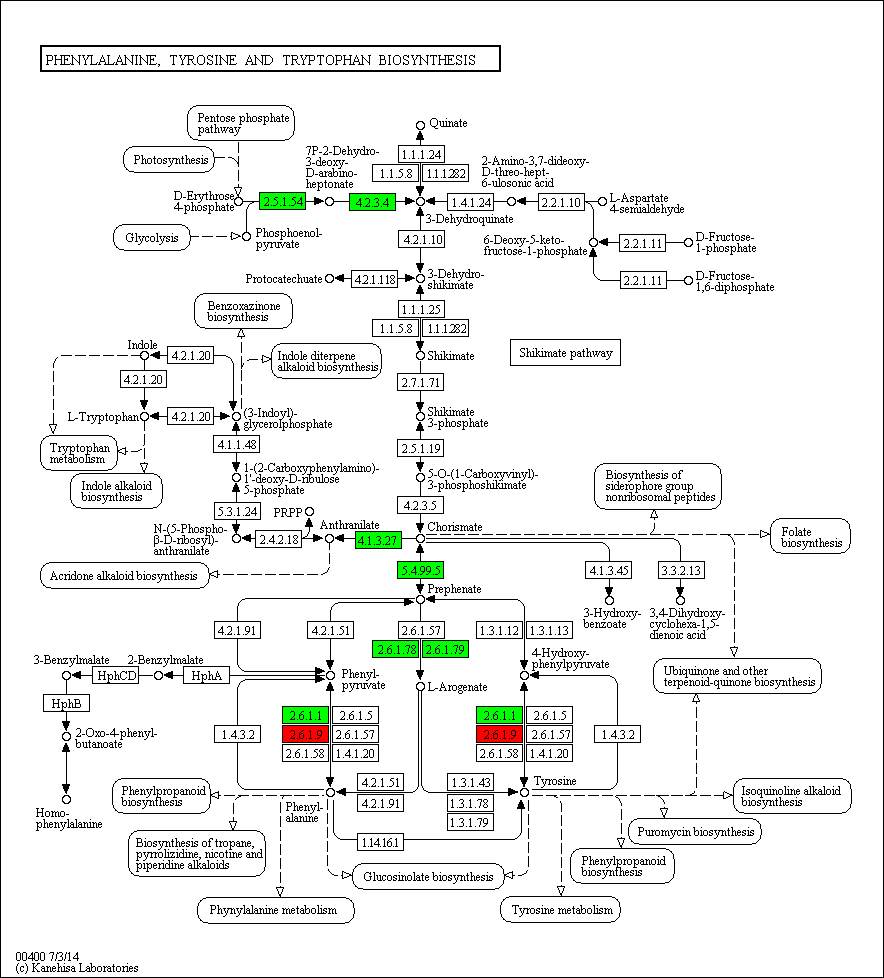 PHENYLALANINE, TYROSINE AND TRYPTOPHAN BIOSYNTHESIS
Pentose phosphate
pathway
Photosynthesis
Glycolysis
D-Erythrose
4-phosphate
2.5.1.54
Phosphoenol-
pyruvate
7P-2-Dehydro-
3-deoxy-
D-arabino-
heptonate
4.2.3.4
Quinate
1.1.1.24
1.1.5.8
1.1.1.282
2-Amino-3,7-dideoxy-
D-threo-hept-
6-ulosonic acid
1.4.1.24
2.2.1.10
L-Aspartate
4-semialdehyde
3-Dehydroquinate
4.2.1.10
6-Deoxy-5-keto-
fructose-1-phosphate
2.2.1.11
D-Fructose-
1-phosphate
2.2.1.11
D-Fructose-
1,6-diphosphate
Protocatechuate
4.2.1.118
3-Dehydro-
shikimate
1.1.1.25
1.1.5.8
1.1.1.282
Shikimate
Shikimate pathway
2.7.1.71
Shikimate
3-phosphate
2.5.1.19
5-O-(1-Carboxyvinyl)-
3-phosphoshikimate
4.2.3.5
Chorismate
Benzoxazinone
biosynthesis
Indole diterpene
alkaloid biosynthesis
Indole
4.2.1.20
4.2.1.20
L-Tryptophan
4.2.1.20
(3-Indoyl)-
glycerolphosphate
Tryptophan
metabolism
Indole alkaloid
biosynthesis
4.1.1.48
1-(2-Carboxyphenylamino)-
1'-deoxy-D-ribulose
5-phosphate
5.3.1.24
PRPP
N-(5-Phospho-
β-D-ribosyl)-
anthranilate
2.4.2.18
Anthranilate
4.1.3.27
Acridone alkaloid biosynthesis
Biosynthesis of
siderophore group
nonribosomal peptides
Folate
biosynthesis
5.4.99.5
4.1.3.45
3.3.2.13
Prephenate
3-Hydroxy-
benzoate
3,4-Dihydroxy-
cyclohexa-1,5-
dienoic acid
4.2.1.91
4.2.1.51
2.6.1.57
1.3.1.12
1.3.1.13
2.6.1.78
2.6.1.79
3-Benzylmalate
2-Benzylmalate
HphCD
HphA
Phenyl-
pyruvate
L-Arogenate
4-Hydroxy-
phenylpyruvate
Ubiquinone and other
terpenoid-quinone biosynthesis
HphB
2-Oxo-4-phenyl-
butanoate
1.4.3.2
2.6.1.1
2.6.1.5
2.6.1.9
2.6.1.57
2.6.1.58
1.4.1.20
2.6.1.1
2.6.1.5
2.6.1.9
2.6.1.57
2.6.1.58
1.4.1.20
1.4.3.2
Homo-
phenylalanine
Phenylpropanoid
biosynthesis
Phenyl-
alanine
4.2.1.51
4.2.1.91
1.3.1.43
1.3.1.78
1.3.1.79
Tyrosine
Isoquinoline alkaloid
biosynthesis
Puromycin biosynthesis
1.14.16.1
Biosynthesis of tropane,
pyrrolizidine, nicotine and
piperidine alkaloids
Phenylpropanoid
biosynthesis
Glucosinolate biosynthesis
Phynylalanine metabolism
Tyrosine metabolism
00400 7/3/14
(c) Kanehisa Laboratories